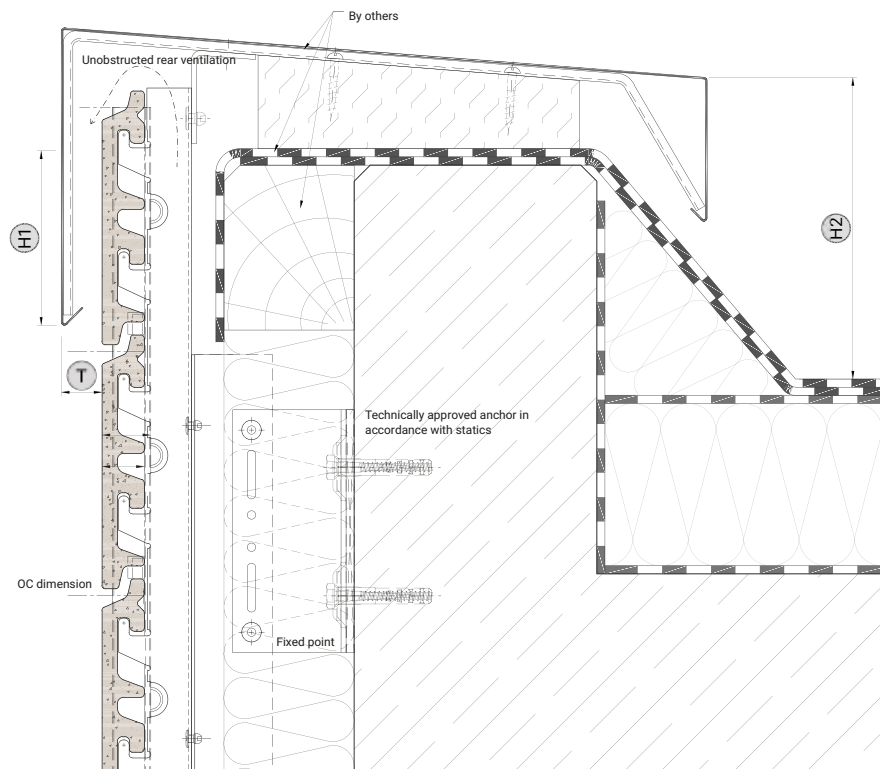 By others
Unobstructed rear ventilation
H1
H2
T
Technically approved anchor in
accordance with statics
OC dimension
Fixed point